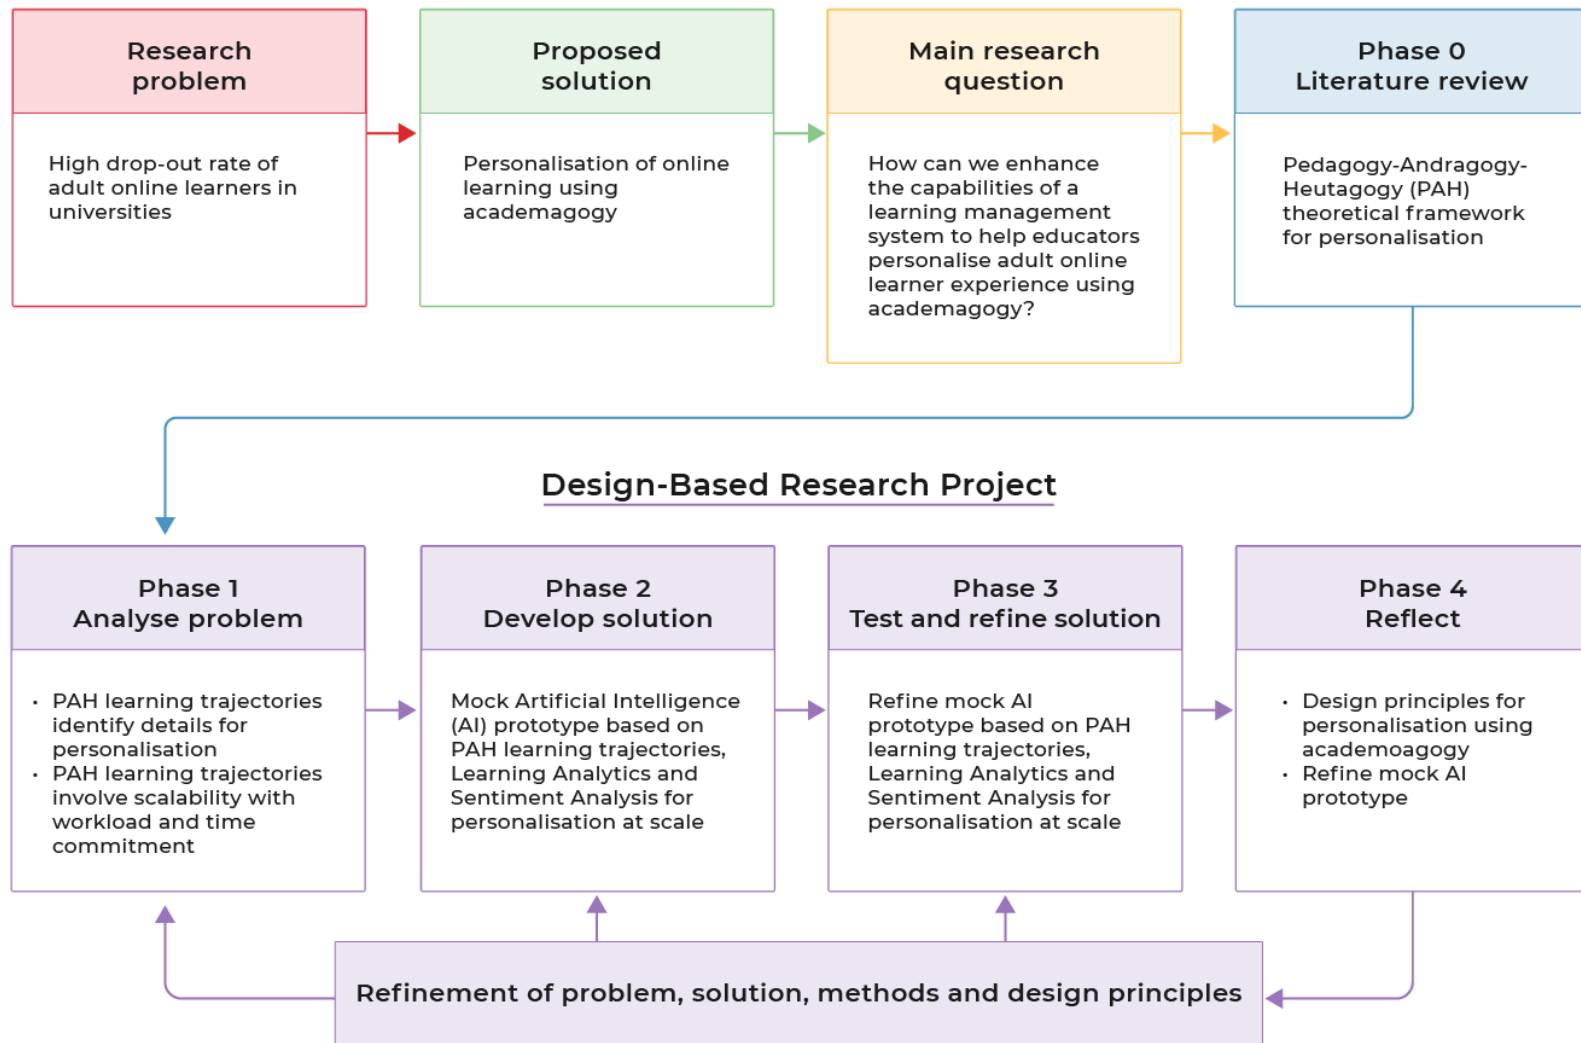 Research
problem
High drop-out rate of
adult online learners in
universities
Proposed
solution
Personalisation of online
learning using
academagogy
Main research
question
How can we enhance
the capabilities of a
learning management
system to help educators
personalise adult online
learner experience using
academagogy?
Phase 0
Literature review
Pedagogy-Andragogy-
Heutagogy (PAH)
theoretical framework
for personalisation
Design-Based Research Project
Phase 1
Analyse problem
• PAH learning trajectories
identify details for
personalisation
• PAH learning trajectories
involve scalability with
workload and time
commitment
Phase 2
Develop solution
Mock Artificial Intelligence
(AI) prototype based on
PAH learning trajectories,
Learning Analytics and
Sentiment Analysis for
personalisation at scale
Phase 3
Test and refine solution
Refine mock AI
prototype based on PAH
learning trajectories,
Learning Analytics and
Sentiment Analysis for
personalisation at scale
Phase 4
Reflect
• Design principles for
personalisation using
academoagogy
• Refine mock AI
prototype
Refinement of problem, solution, methods and design principles